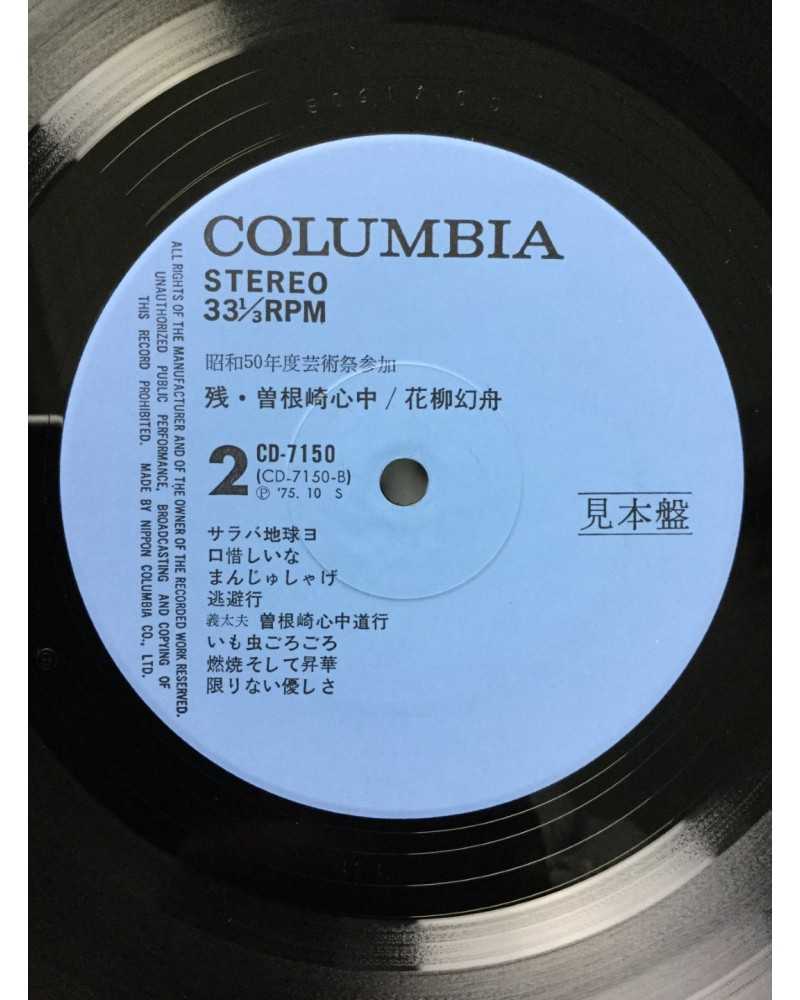 COLUMBIA
STEREO
33⅓RPM
昭和50年度芸術祭参加
残・曽根崎心中/花柳幻舟
2
CD-7150
(CD-7150-B)
Ⓟ '75. 10 S
見本盤
サラバ地球ヨ
口惜しいな
まんじゅしゃげ
逃避行
義太夫 曽根崎心中道行
いも虫ごろごろ
燃焼そして昇華
限りない優しさ
ALL RIGHTS OF THE MANUFACTURER AND OF THE OWNER OF THE RECORDED WORK RESERVED.
UNAUTHORIZED PUBLIC PERFORMANCE, BROADCASTING AND COPYING OF
THIS RECORD PROHIBITED. MADE BY NIPPON COLUMBIA CO., LTD.